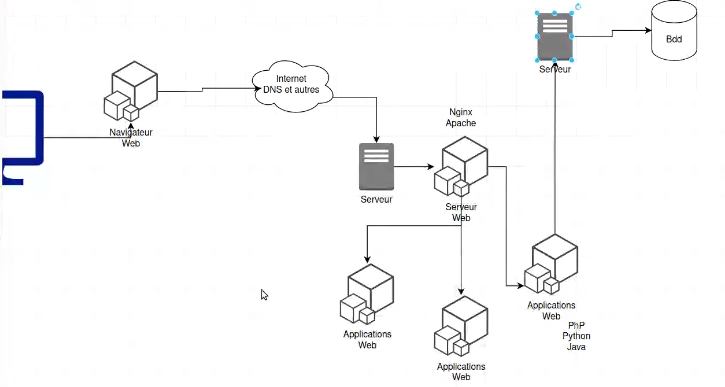 Bdd
Serveur
Internet
DNS et autres
Navigateur
Web
Nginx
Apache
Serveur
Serveur
Web
Applications
Web
PhP
Python
Java
Applications
Web
Applications
Web